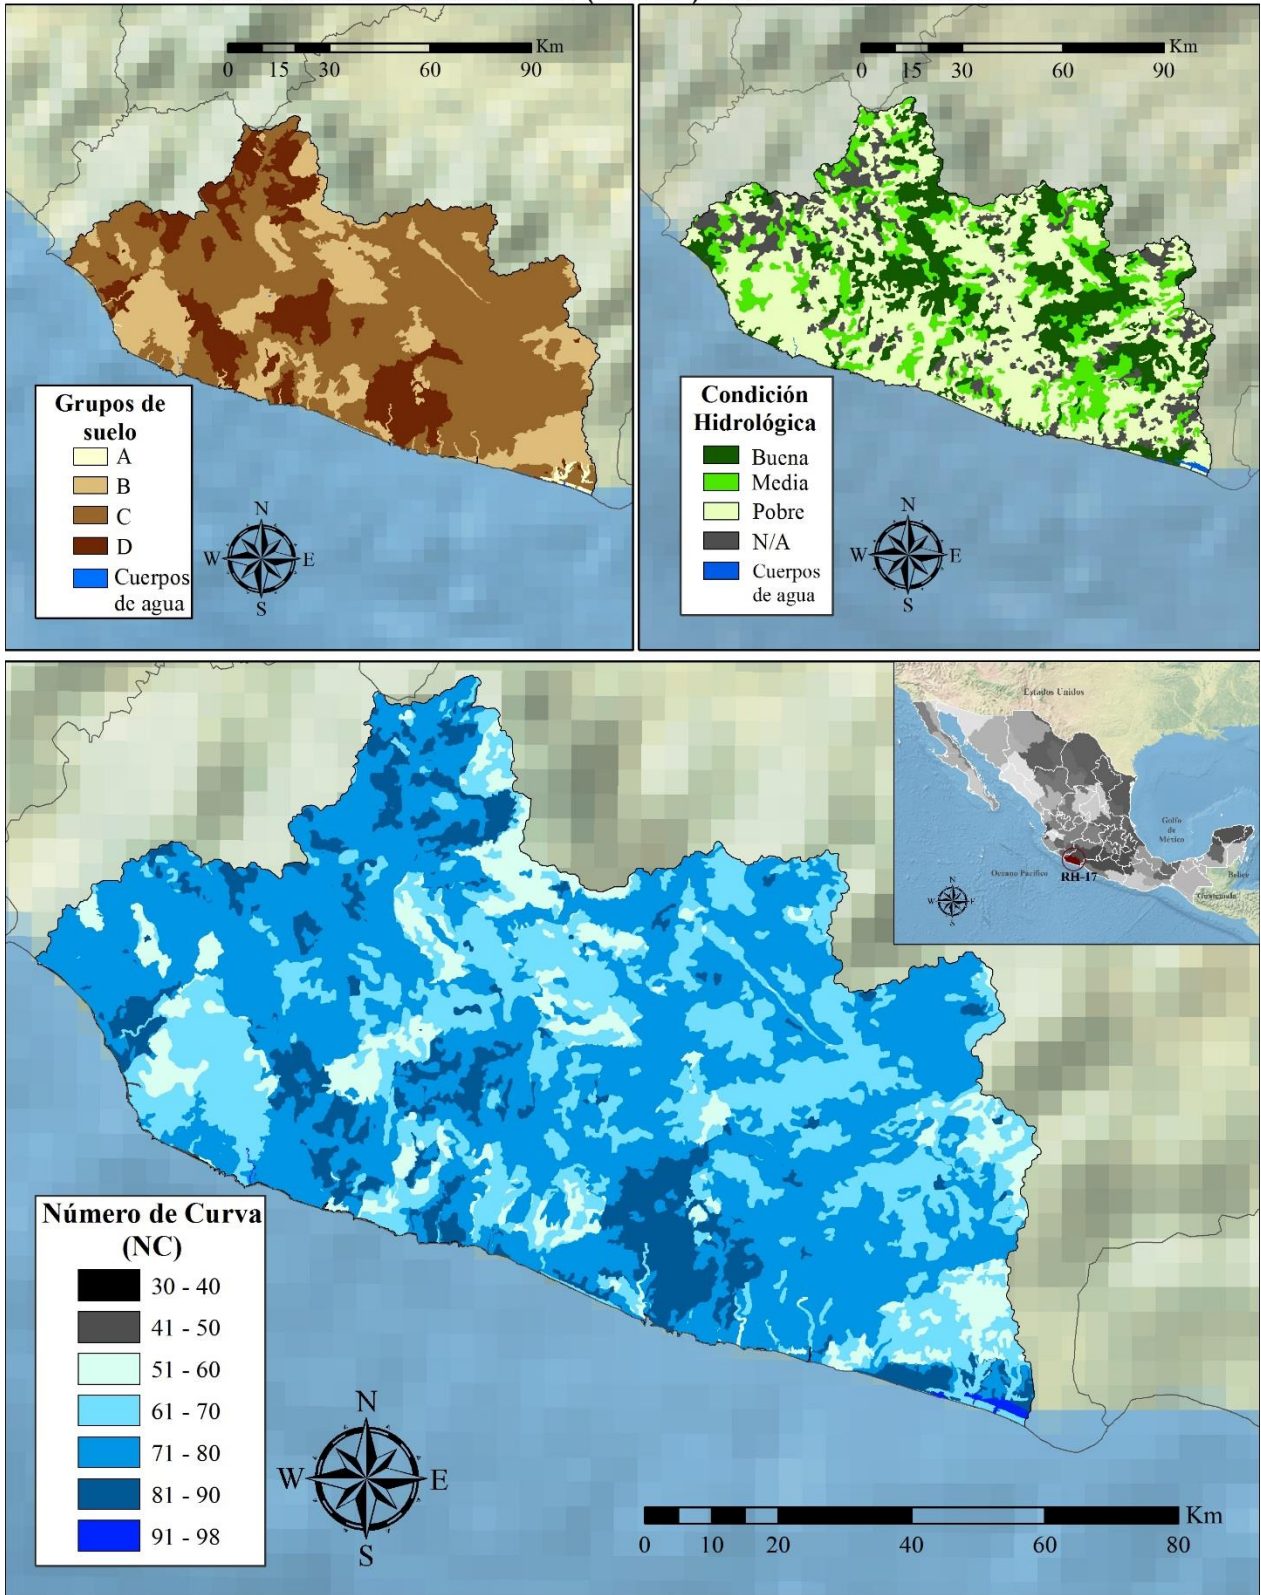 Km
0 15 30 60 90
Grupos de
suelo
A
B
C
D
Cuerpos
de agua
N
W E
S
Km
0 15 30 60 90
Condición
Hidrológica
Buena
Media
Pobre
N/A
Cuerpos
de agua
N
W E
S
Estados Unidos
Golfo
de
México
Oceano Pacífico
RH-17
Belice
Guatemala
N
W E
S
Número de Curva
(NC)
30 - 40
41 - 50
51 - 60
61 - 70
71 - 80
81 - 90
91 - 98
N
W E
S
Km
0 10 20 40 60 80